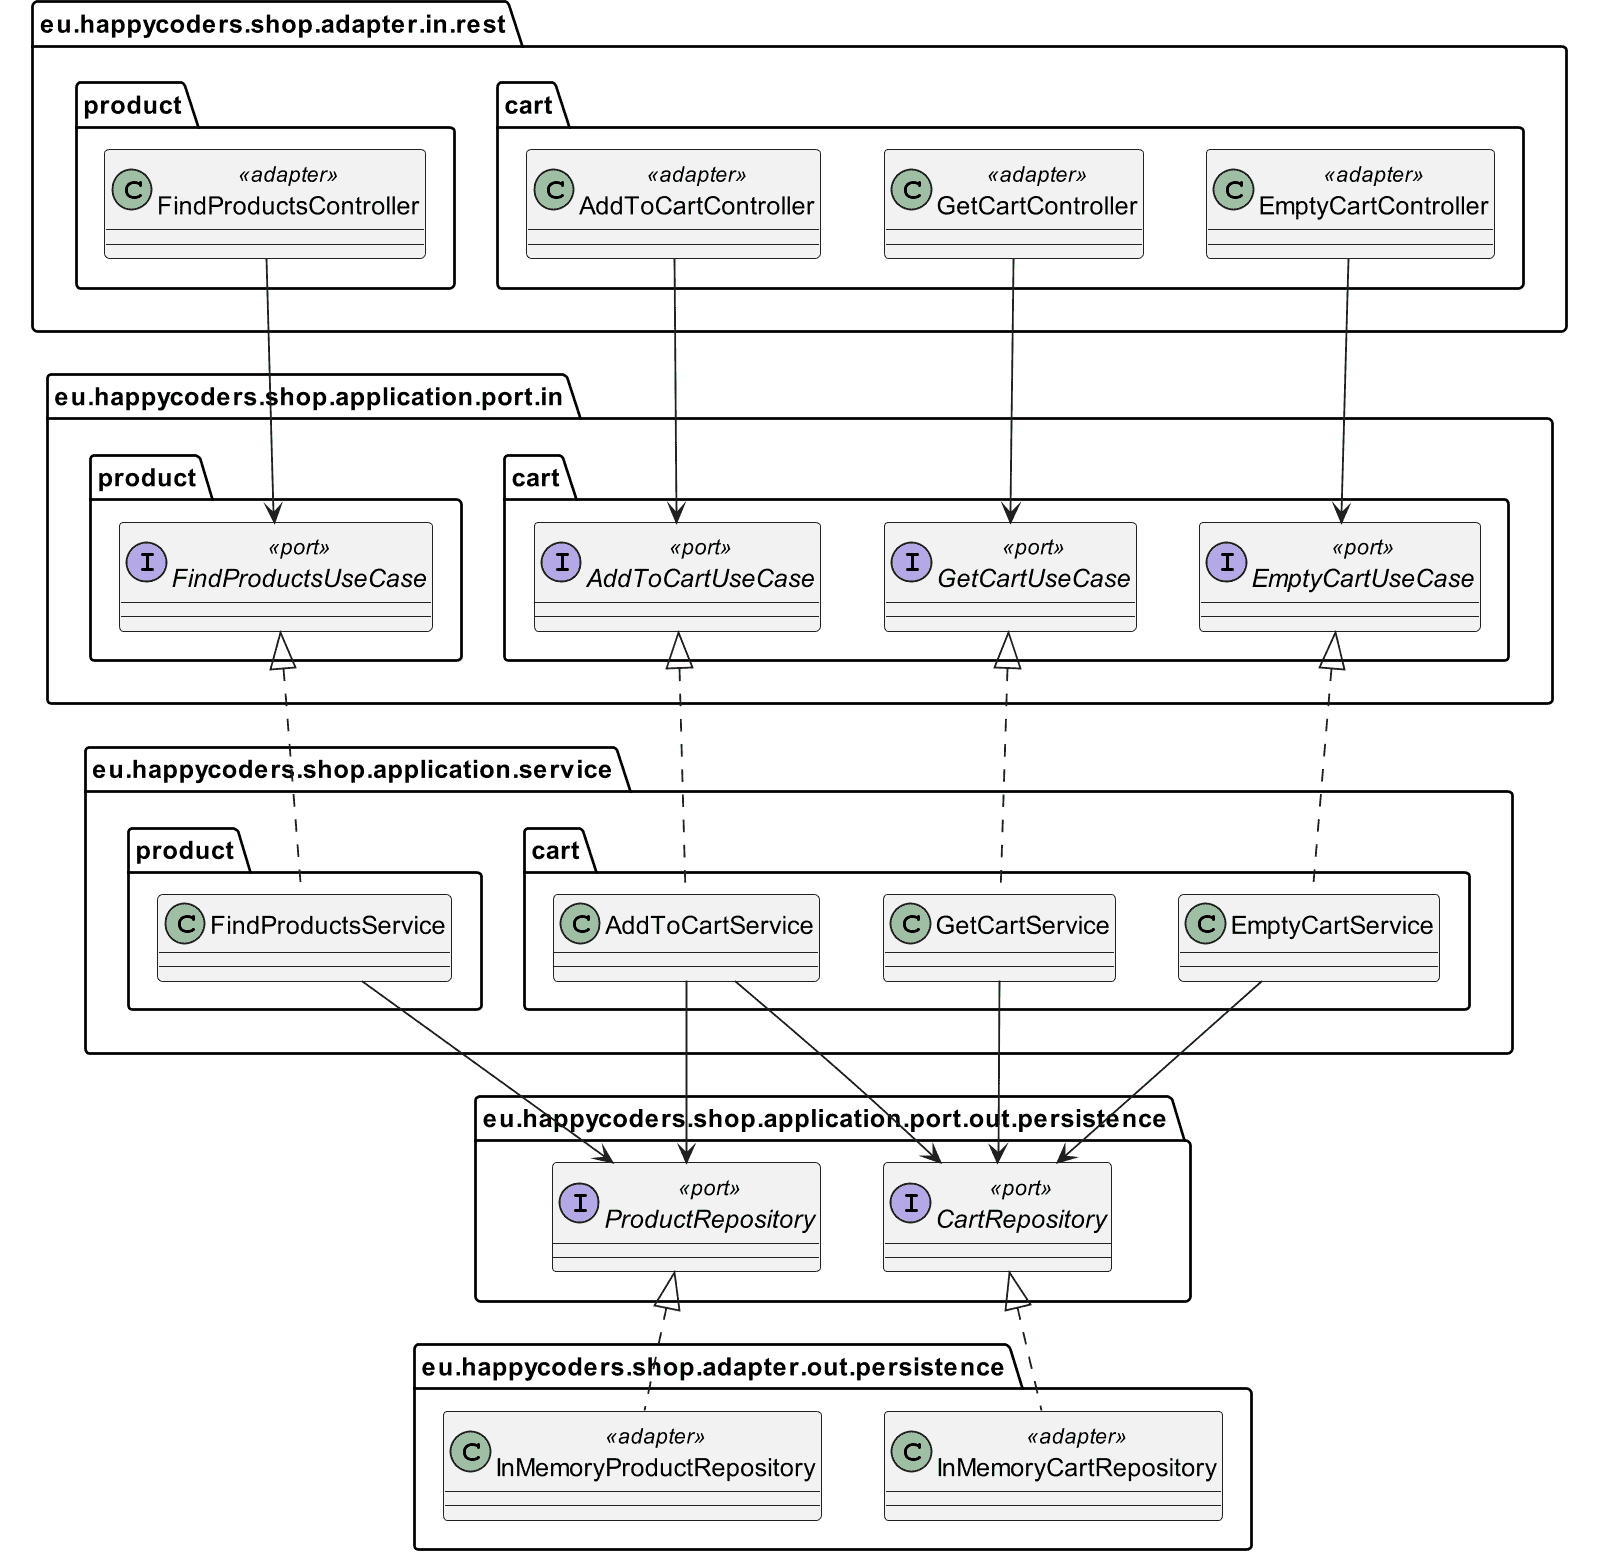 eu.happycoders.shop.adapter.in.rest
product
cart
C
«adapter»
FindProductsController
C
«adapter»
AddToCartController
C
«adapter»
GetCartController
C
«adapter»
EmptyCartController
eu.happycoders.shop.application.port.in
product
cart
I
«port»
FindProductsUseCase
I
«port»
AddToCartUseCase
I
«port»
GetCartUseCase
I
«port»
EmptyCartUseCase
eu.happycoders.shop.application.service
product
cart
C FindProductsService
C AddToCartService
C GetCartService
C EmptyCartService
eu.happycoders.shop.application.port.out.persistence
I
«port»
ProductRepository
I
«port»
CartRepository
eu.happycoders.shop.adapter.out.persistence
C
«adapter»
InMemoryProductRepository
C
«adapter»
InMemoryCartRepository